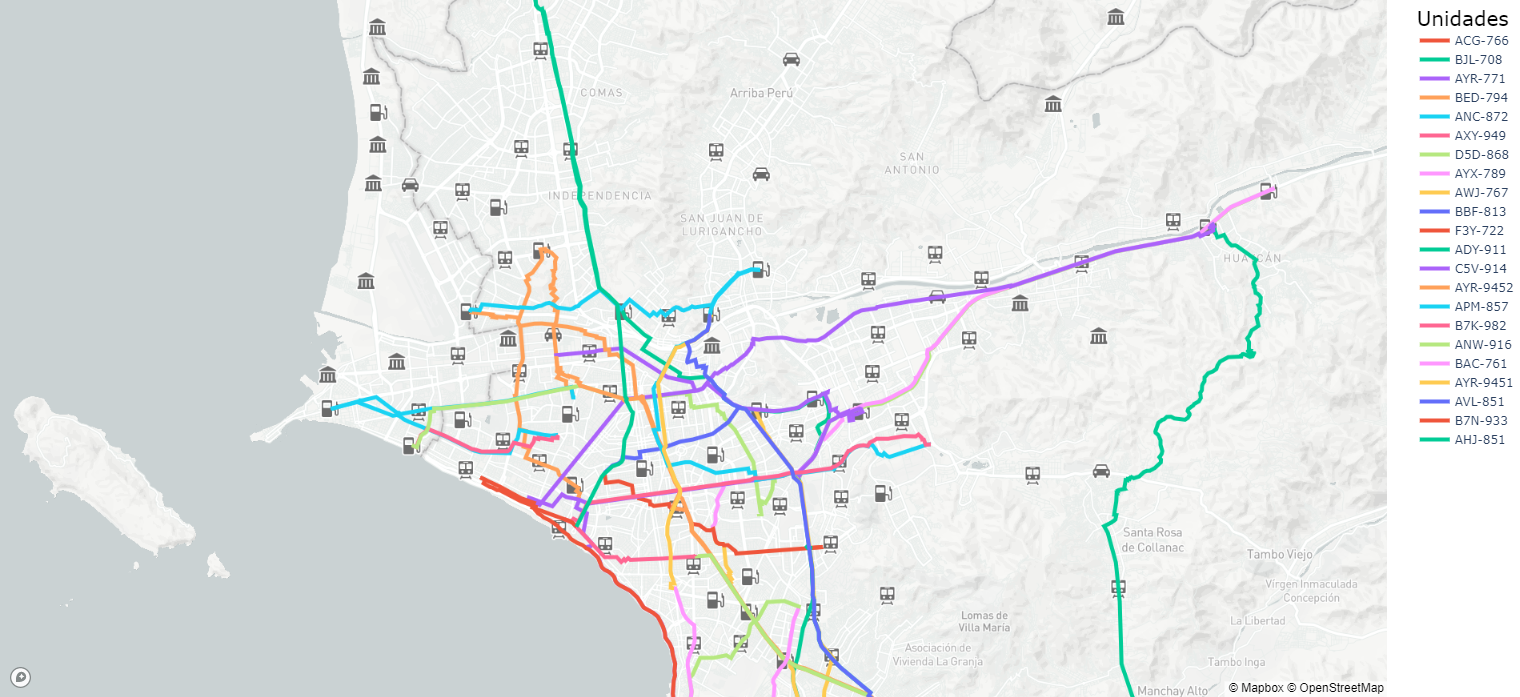 Unidades
ACG-766
BJL-708
AYR-771
BED-794
ANC-872
AXY-949
D5D-868
AYX-789
AWJ-767
BBF-813
F3Y-722
ADY-911
C5V-914
AYR-9452
APM-857
B7K-982
ANW-916
BAC-761
AYR-9451
AVL-851
B7N-933
AHJ-851
COMAS
Arriba Perú
SAN
ANTONIO
INDEPENDENCIA
SAN JUAN DE
LURIGANCHO
Santa Rosa
de Collanac
Tambo Viejo
Virgen Inmaculada
Concepción
Lomas de
Villa María
La Libertad
Asociación de
Vivienda La Granja
Tambo Inga
Manchay Alto
© Mapbox © OpenStreetMap